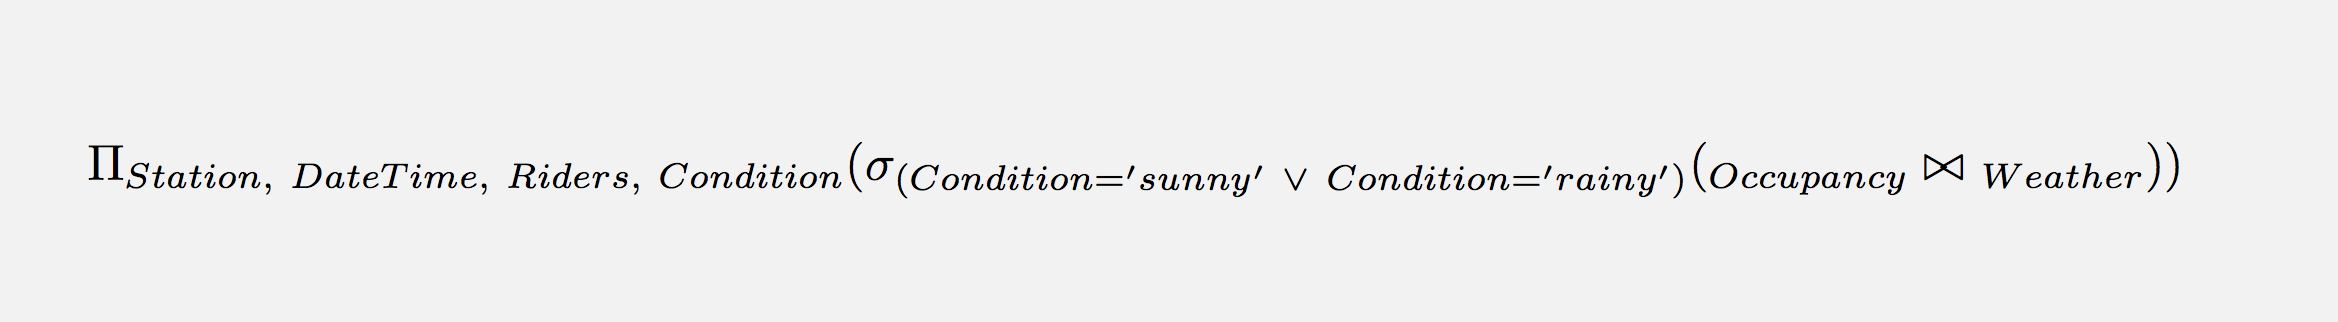 Π_{Station, DateTime, Riders, Condition}(σ_{(Condition='sunny' ∨ Condition='rainy')}(_{Occupancy} ⋈ _{Weather}))